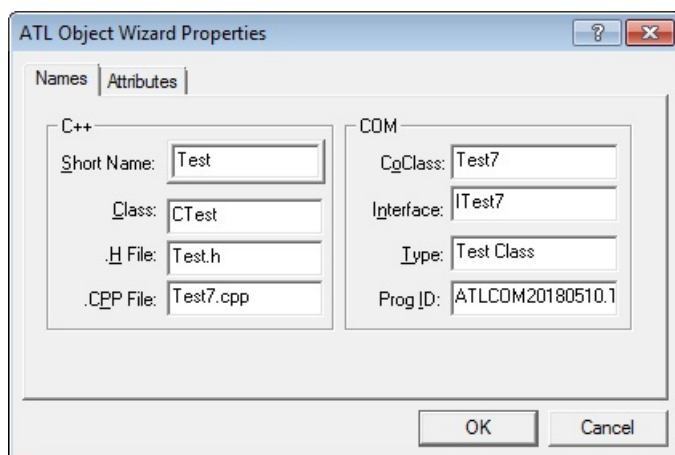 ATL Object Wizard Properties
Names Attributes
C++
Short Name: Test
Class: CTest
.H File: Test.h
.CPP File: Test7.cpp
COM
CoClass: Test7
Interface: ITest7
Type: Test Class
Prog ID: ATLCOM20180510.T
OK Cancel